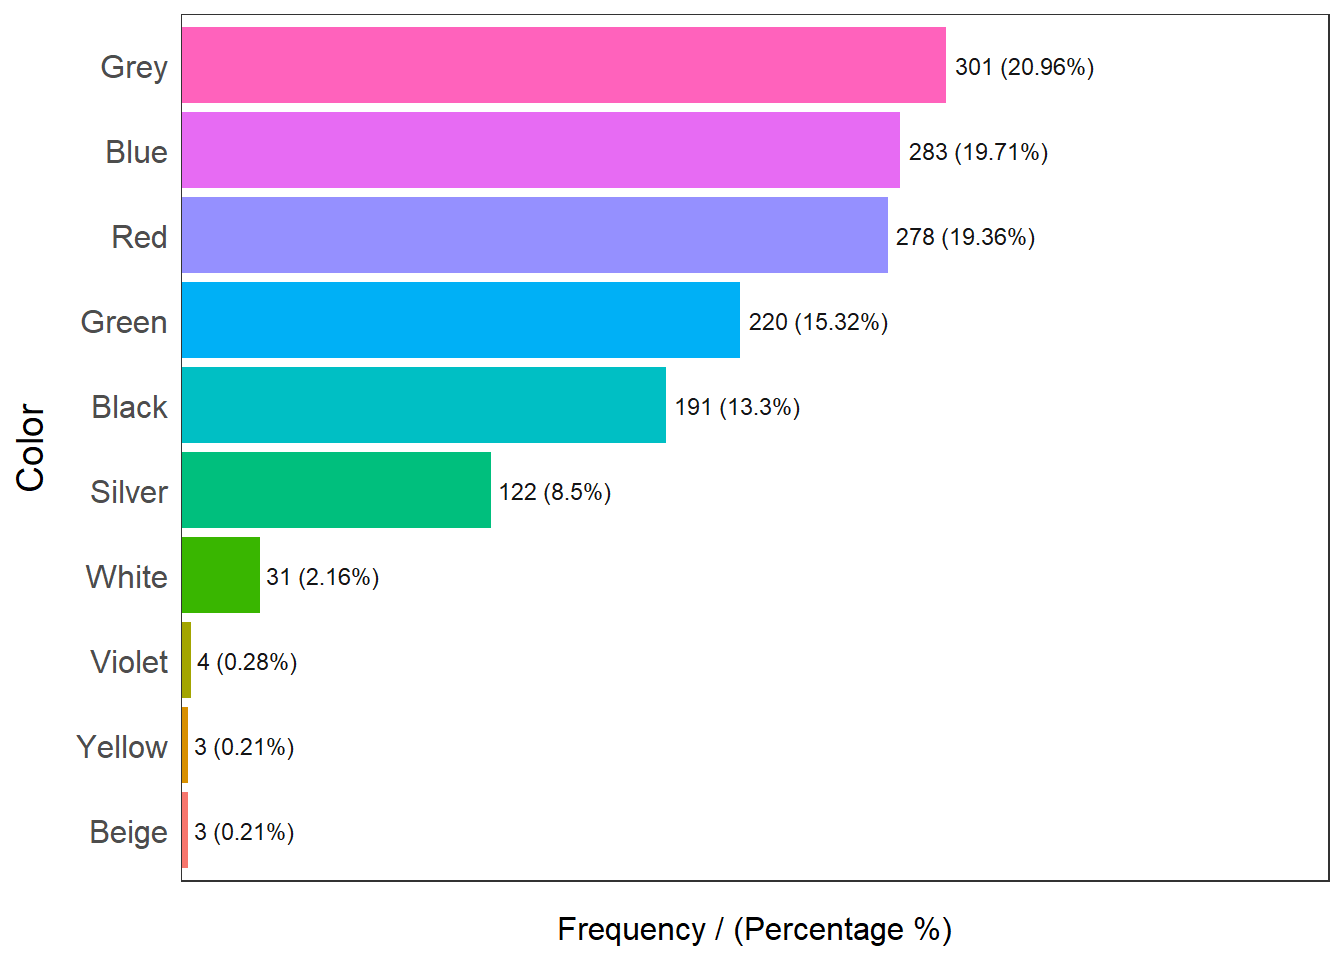 Grey 301 (20.96%)
Blue 283 (19.71%)
Red 278 (19.36%)
Green 220 (15.32%)
Black 191 (13.3%)
Color
Silver 122 (8.5%)
White 31 (2.16%)
Violet 4 (0.28%)
Yellow 3 (0.21%)
Beige 3 (0.21%)
Frequency / (Percentage %)